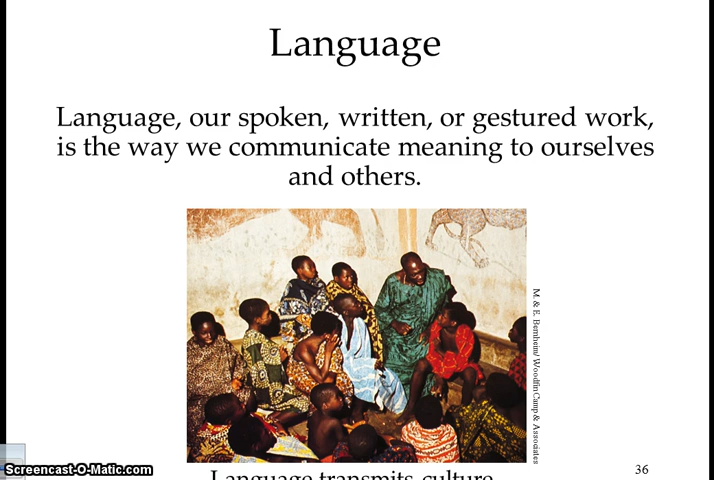 Language
Language, our spoken, written, or gestured work,
is the way we communicate meaning to ourselves
and others.
M. & E. Bernheim/ Woodfin Camp & Associates
Language transmits culture
Screencast-O-Matic.com
36